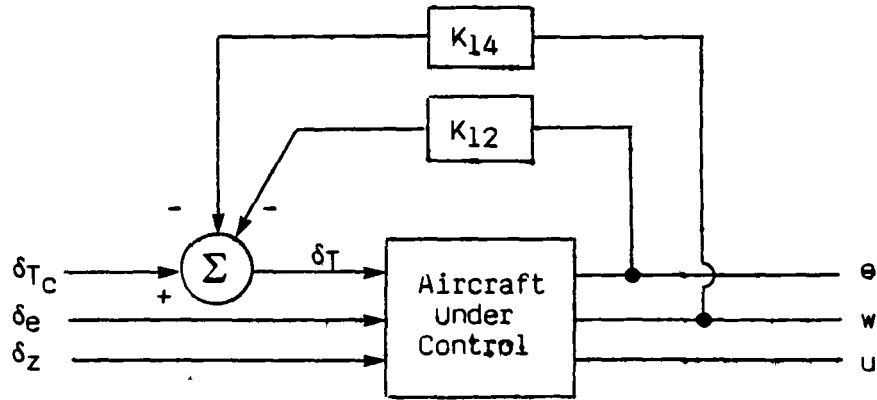 K14
K12
-
-
δTc
+
Σ
δT
δe
δz
Aircraft
Under
Control
θ
w
u